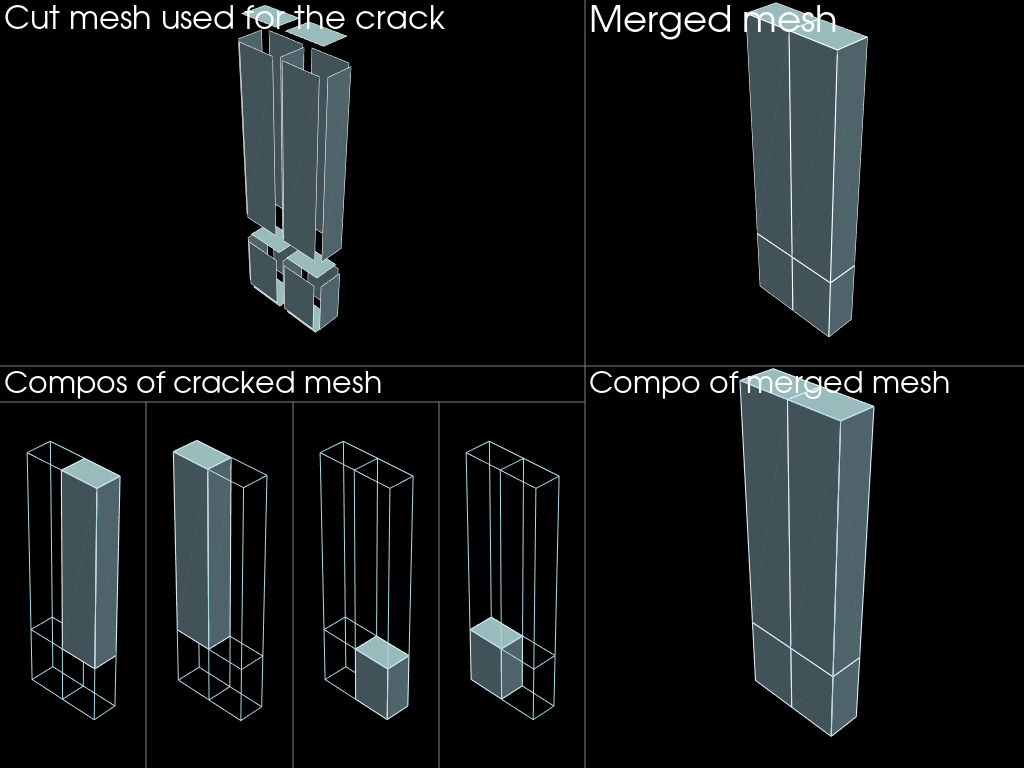 Cut mesh used for the crack
Merged mesh
Compos of cracked mesh
Compo of merged mesh